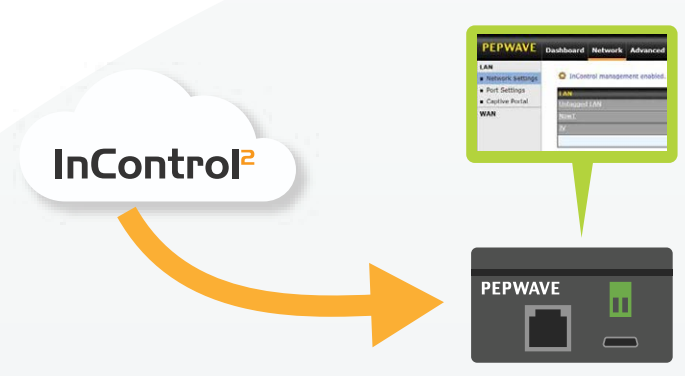 InControl²
PEPWAVE Dashboard Network Advanced
LAN
Network Settings
Port Settings
Captive Portal
WAN
InControl management enabled.
LAN
Untagged LAN
PEPWAVE